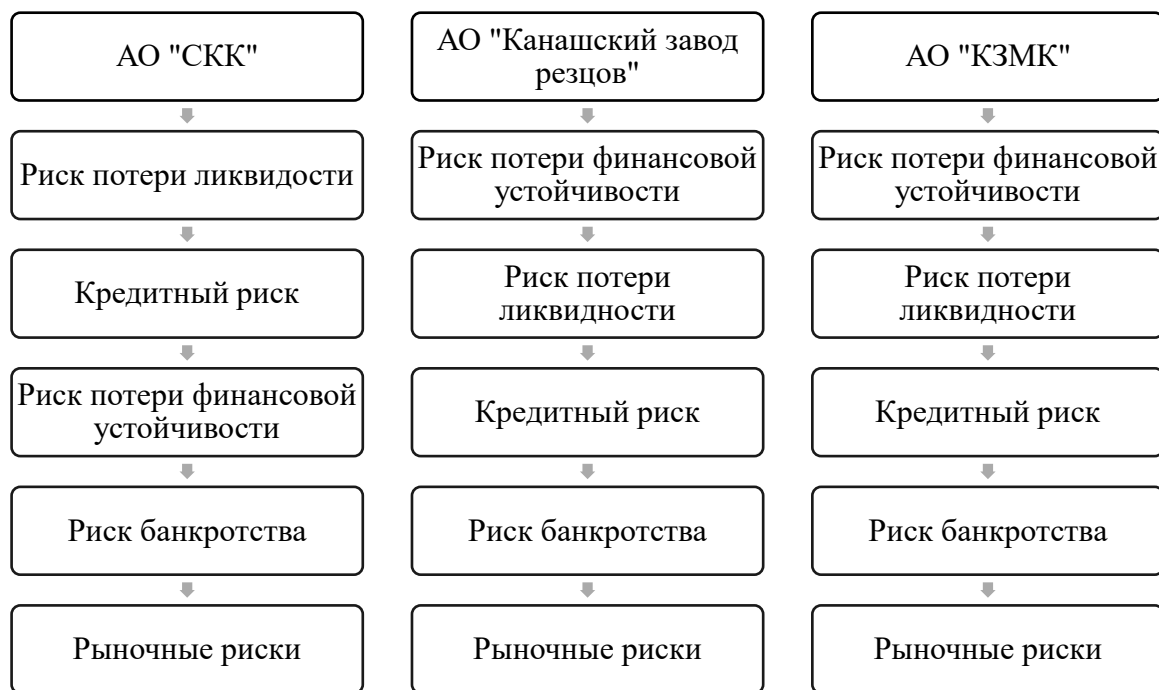 АО "СКК"
Риск потери ликвидости
Кредитный риск
Риск потери финансовой
устойчивости
Риск банкротства
Рыночные риски
АО "Канашский завод
резцов"
Риск потери финансовой
устойчивости
Риск потери
ликвидности
Кредитный риск
Риск банкротства
Рыночные риски
АО "КЗМК"
Риск потери финансовой
устойчивости
Риск потери
ликвидности
Кредитный риск
Риск банкротства
Рыночные риски